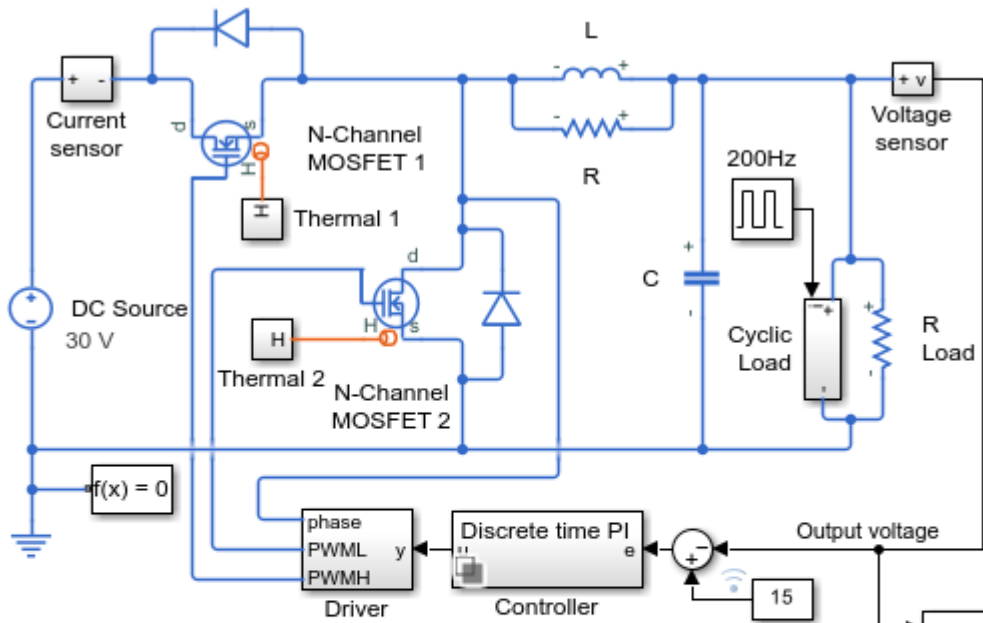 L
+ -
Current
sensor
d
s
H
N-Channel
MOSFET 1
- +
- +
R
+ v
Voltage
sensor
200Hz
H
Thermal 1
d
+
C
-
+
-
DC Source
30 V
H
s
H
Thermal 2
N-Channel
MOSFET 2
Cyclic
Load
- +
-
+
-
R
Load
f(x) = 0
phase
PWML
PWMH
y
Driver
Discrete time PI
u
e
Controller
-
+
Output voltage
15